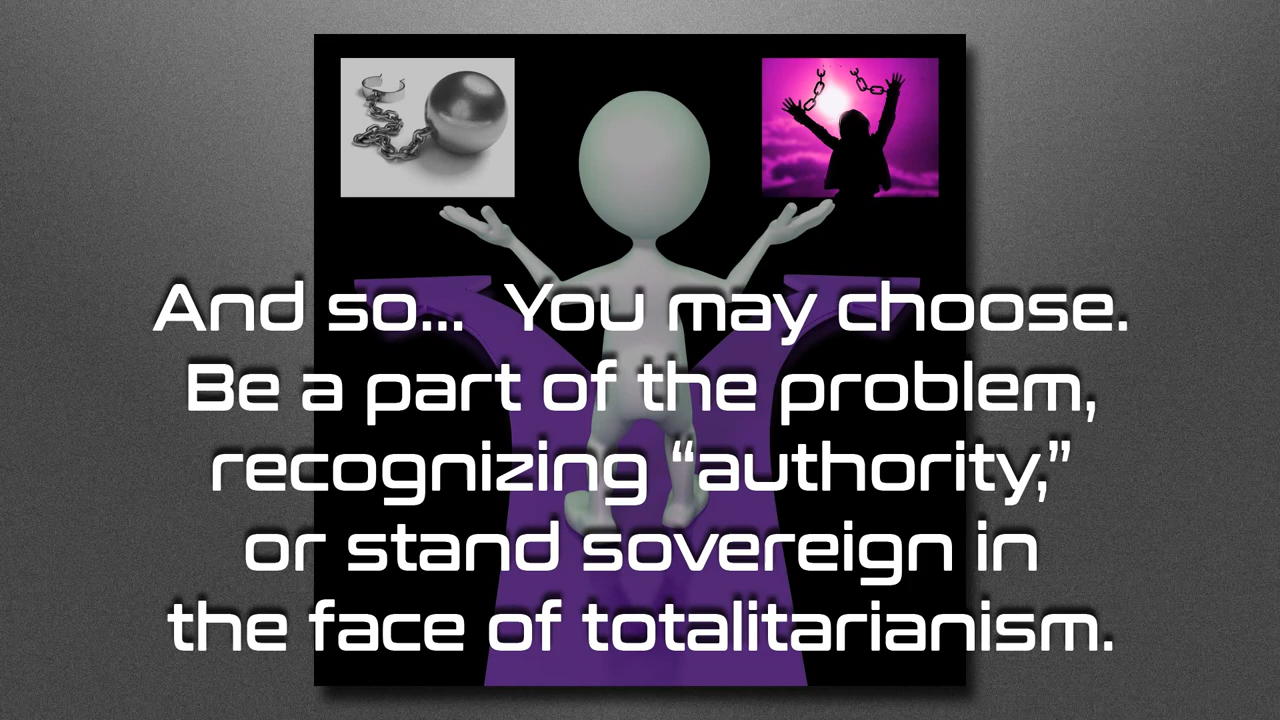 And so... You may choose.
Be a part of the problem,
recognizing “authority,”
or stand sovereign in
the face of totalitarianism.